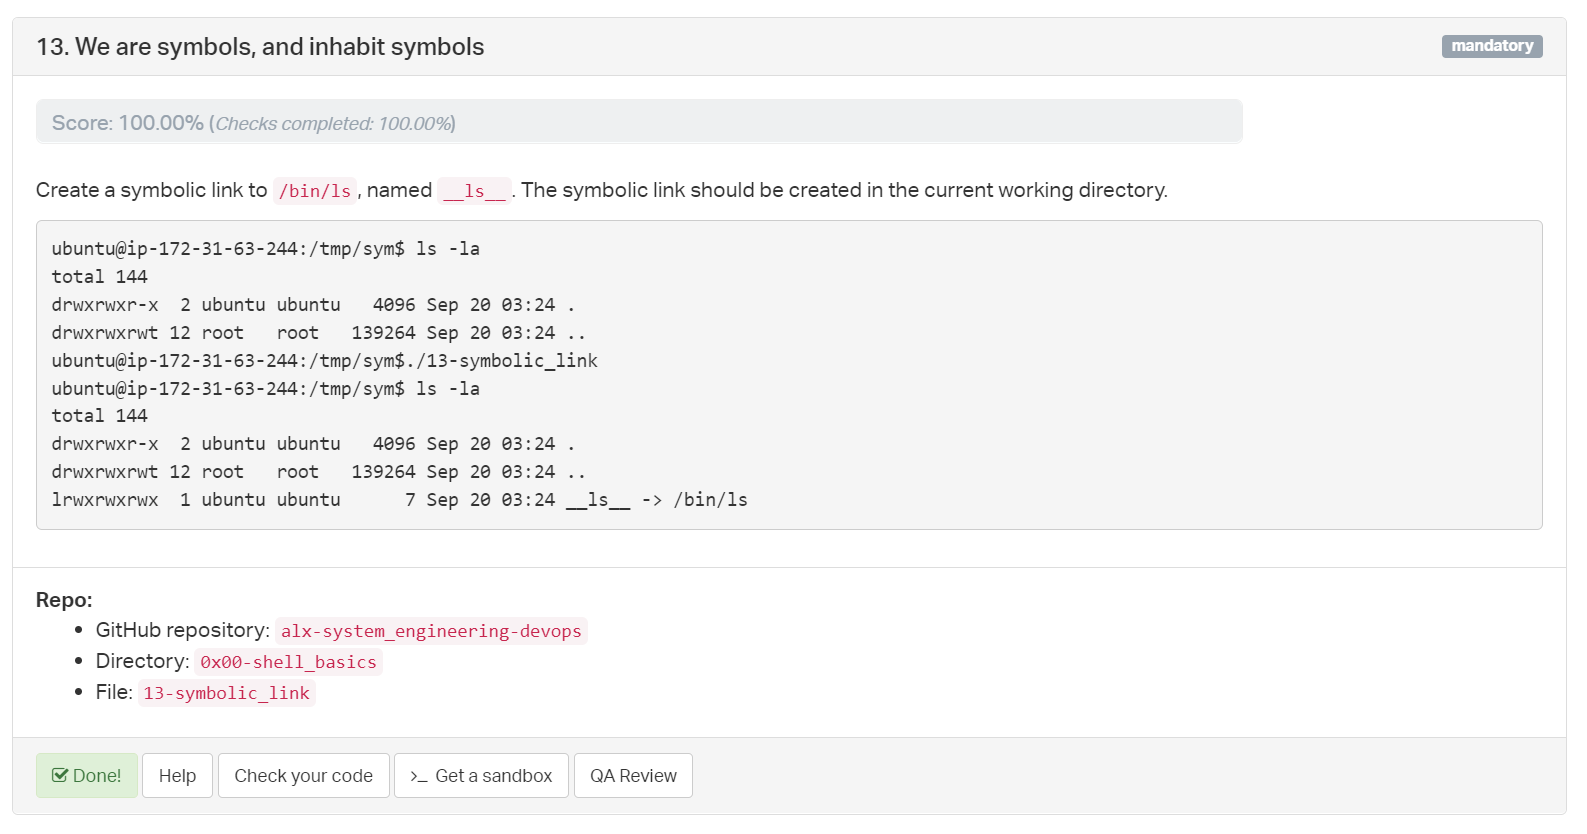 13. We are symbols, and inhabit symbols
mandatory
Score: 100.00% (Checks completed: 100.00%)
Create a symbolic link to /bin/ls, named __ls__. The symbolic link should be created in the current working directory.
ubuntu@ip-172-31-63-244:/tmp/sym$ ls -la
total 144
drwxrwxr-x  2 ubuntu ubuntu   4096 Sep 20 03:24 .
drwxrwxrwt 12 root   root   139264 Sep 20 03:24 ..
ubuntu@ip-172-31-63-244:/tmp/sym$./13-symbolic_link
ubuntu@ip-172-31-63-244:/tmp/sym$ ls -la
total 144
drwxrwxr-x  2 ubuntu ubuntu   4096 Sep 20 03:24 .
drwxrwxrwt 12 root   root   139264 Sep 20 03:24 ..
lrwxrwxrwx  1 ubuntu ubuntu      7 Sep 20 03:24 __ls__ -> /bin/ls
Repo:
• GitHub repository: alx-system_engineering-devops
• Directory: 0x00-shell_basics
• File: 13-symbolic_link
Done!
Help
Check your code
>_ Get a sandbox
QA Review